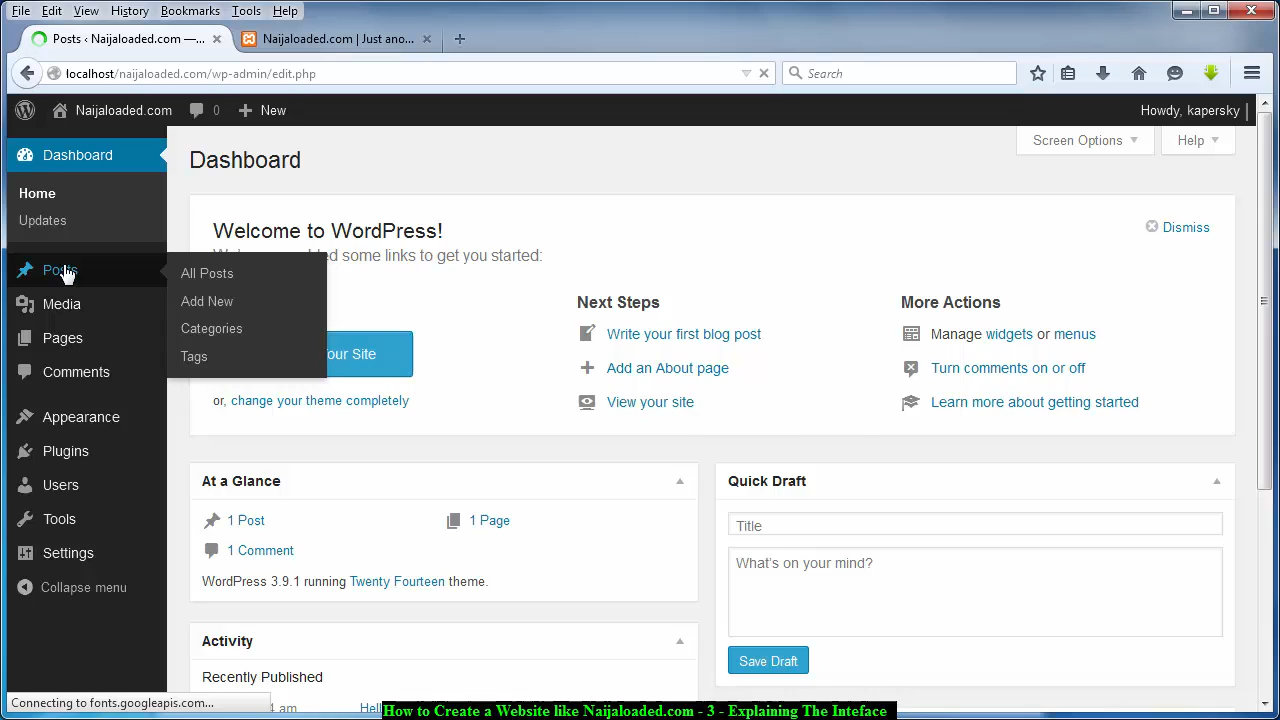 File Edit View History Bookmarks Tools Help
Posts ‹ Naijaloaded.com —...
Naijaloaded.com | Just ano...
localhost/naijaloaded.com/wp-admin/edit.php
Search
Naijaloaded.com 0 New
Howdy, kapersky
Dashboard
Home
Updates
Posts
Media
Pages
Comments
Appearance
Plugins
Users
Tools
Settings
Collapse menu
All Posts
Add New
Categories
Tags
Screen Options Help
Dashboard
Welcome to WordPress!
some links to get you started:
Dismiss
our Site
or, change your theme completely
Next Steps
Write your first blog post
Add an About page
View your site
More Actions
Manage widgets or menus
Turn comments on or off
Learn more about getting started
At a Glance
1 Post 1 Page
1 Comment
WordPress 3.9.1 running Twenty Fourteen theme.
Activity
Recently Published
am
Quick Draft
Title
What's on your mind?
Save Draft
Connecting to fonts.googleapis.com...
How to Create a Website like Naijaloaded.com - 3 - Explaining The Inteface